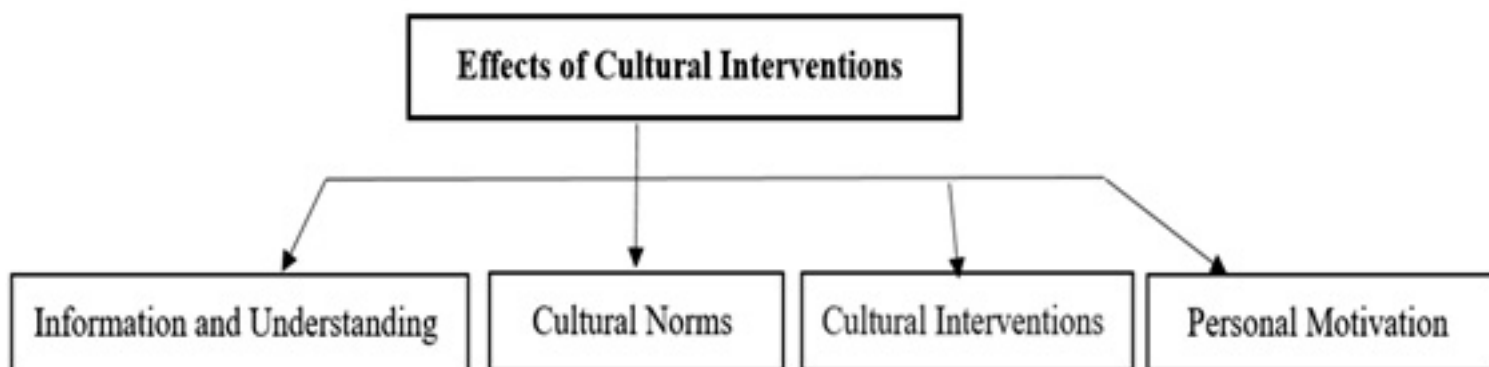 Effects of Cultural Interventions
Information and Understanding
Cultural Norms
Cultural Interventions
Personal Motivation